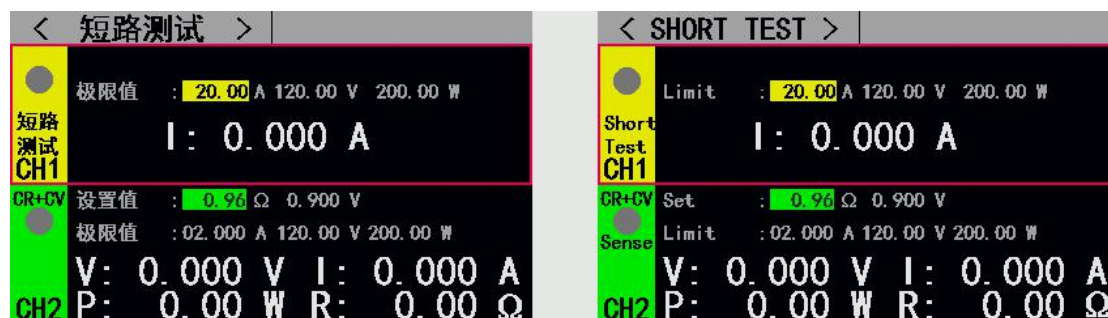 < 短路测试 >
极限值 : 20.00 A 120.00 V 200.00 W
短路
测试
CH1
I: 0.000 A
CR+CV
设置值 : 0.96 Ω 0.900 V
极限值 :02.000 A 120.00 V 200.00 W
V: 0.000 V I: 0.000 A
CH2
P: 0.00 W R: 0.00 Ω
< SHORT TEST >
Limit : 20.00 A 120.00 V 200.00 W
Short
Test
CH1
I: 0.000 A
CR+CV
Set : 0.96 Ω 0.900 V
Sense
Limit :02.000 A 120.00 V 200.00 W
V: 0.000 V I: 0.000 A
CH2
P: 0.00 W R: 0.00 Ω